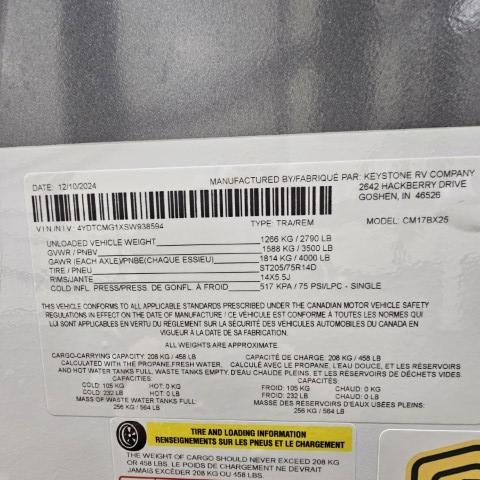 DATE: 12/10/2024
MANUFACTURED BY/FABRIQUÉ PAR: KEYSTONE RV COMPANY
2642 HACKBERRY DRIVE
GOSHEN, IN 46526
V.I.N./N.I.V.: 4YDTCMG1XSW938594
TYPE: TRA/REM
MODEL: CM17BX25
UNLOADED VEHICLE WEIGHT 1266 KG / 2790 LB
GVWR / PNBV 1588 KG / 3500 LB
GAWR (EACH AXLE)/PNBE(CHAQUE ESSIEU) 1814 KG / 4000 LB
TIRE / PNEU ST205/75R14D
RIMS/JANTE 14X5.5J
COLD INFL PRESS/PRESS. DE GONFL. À FROID 517 KPA / 75 PSI/LPC - SINGLE
THIS VEHICLE CONFORMS TO ALL APPLICABLE STANDARDS PRESCRIBED UNDER THE CANADIAN MOTOR VEHICLE SAFETY
REGULATIONS IN EFFECT ON THE DATE OF MANUFACTURE / CE VÉHICULE EST CONFORME À TOUTES LES NORMES QUI
LUI SONT APPLICABLES EN VERTU DU RÈGLEMENT SUR LA SÉCURITÉ DES VÉHICULES AUTOMOBILES DU CANADA EN
VIGUEUR À LA DATE DE SA FABRICATION.
ALL WEIGHTS ARE APPROXIMATE.
CARGO-CARRYING CAPACITY: 208 KG / 458 LB
CALCULATED WITH THE PROPANE,FRESH WATER,
AND HOT WATER TANKS FULL, WASTE TANKS EMPTY.
COLD: 105 KG HOT: 0 KG
COLD: 232 LB HOT: 0 LB
MASS OF WASTE WATER TANKS FULL:
256 KG / 564 LB
CAPACITÉ DE CHARGE: 208 KG / 458 LB
CALCULÉE AVEC LE PROPANE, L'EAU DOUCE, ET LES RÉSERVOIRS
D'EAU CHAUDE PLEINS, ET LES RÉSERVOIRS DE DÉCHETS VIDES.
FROID: 105 KG CHAUD: 0 KG
FROID: 232 LB CHAUD: 0 LB
MASSE DES RÉSERVOIRS D'EAUX USÉES PLEINS:
256 KG / 564 LB
TIRE AND LOADING INFORMATION
RENSEIGNEMENTS SUR LES PNEUS ET LE CHARGEMENT
THE WEIGHT OF CARGO SHOULD NEVER EXCEED 208 KG
OR 458 LBS. LE POIDS DE CHARGEMENT NE DEVRAIT
JAMAIS EXCÉDER 208 KG OU 458 LBS.